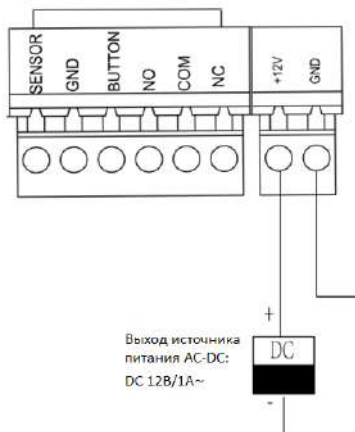 SENSOR
GND
BUTTON
NO
COM
NC
+12V
GND
+
Выход источника
питания AC-DC:
DC 12В/1А~
DC
-